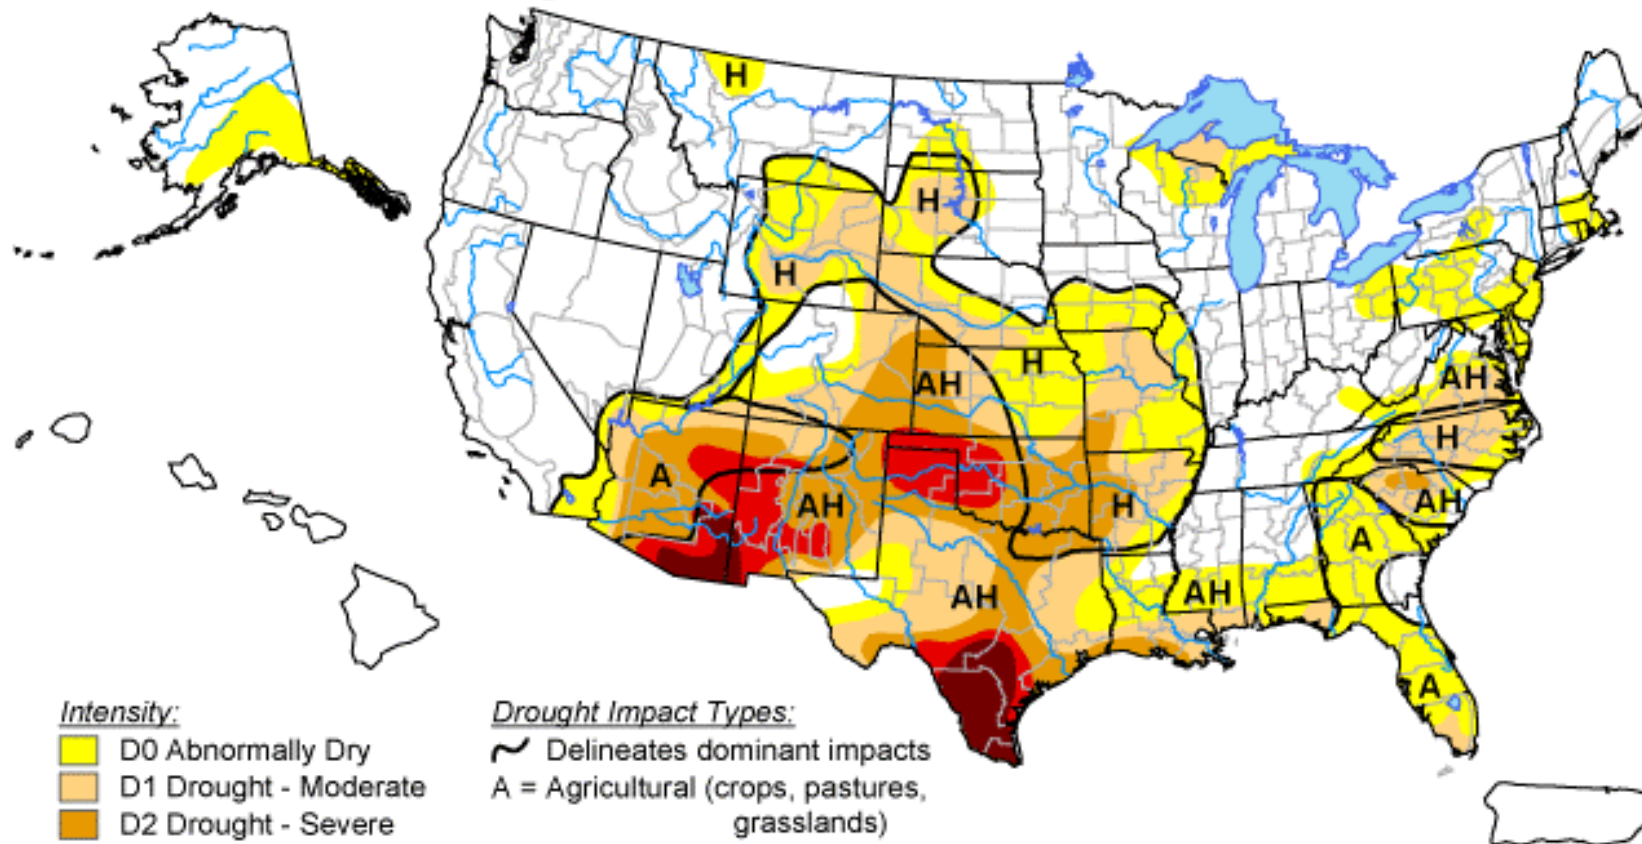 H
H
H
H
AH
AH
A
AH
H
H
AH
AH
A
AH
AH
A
Intensity:
D0 Abnormally Dry
D1 Drought - Moderate
D2 Drought - Severe
Drought Impact Types:
Delineates dominant impacts
A = Agricultural (crops, pastures,
grasslands)